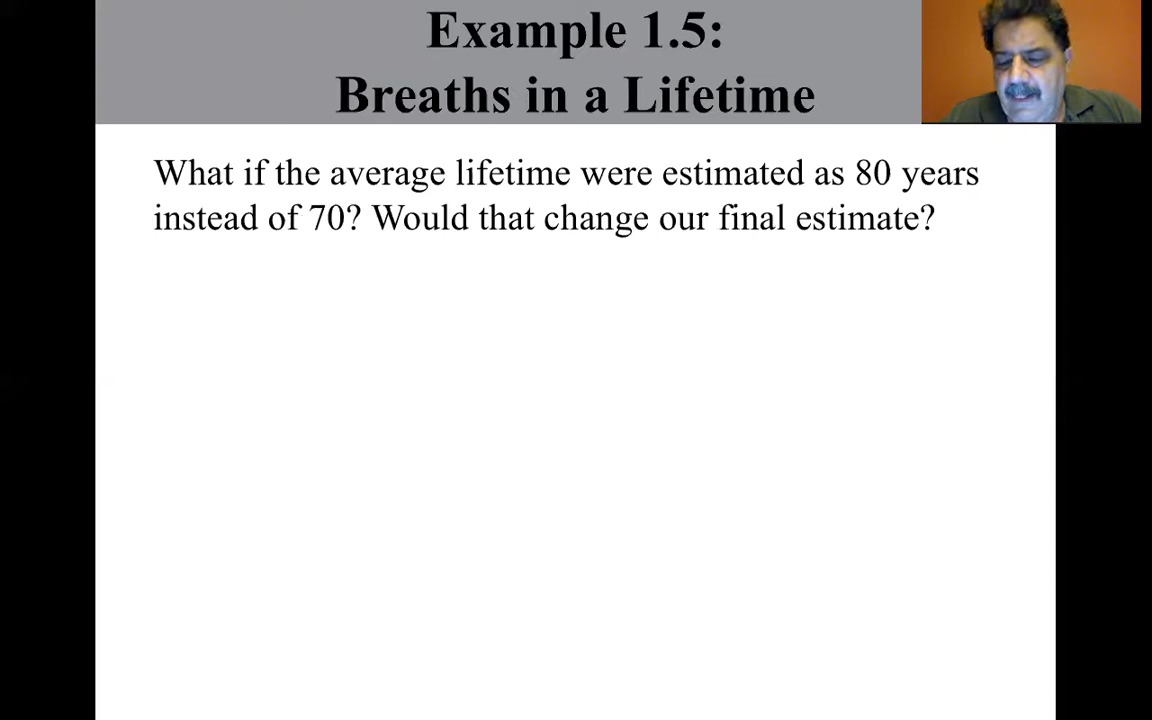 Example 1.5:
Breaths in a Lifetime
What if the average lifetime were estimated as 80 years
instead of 70? Would that change our final estimate?